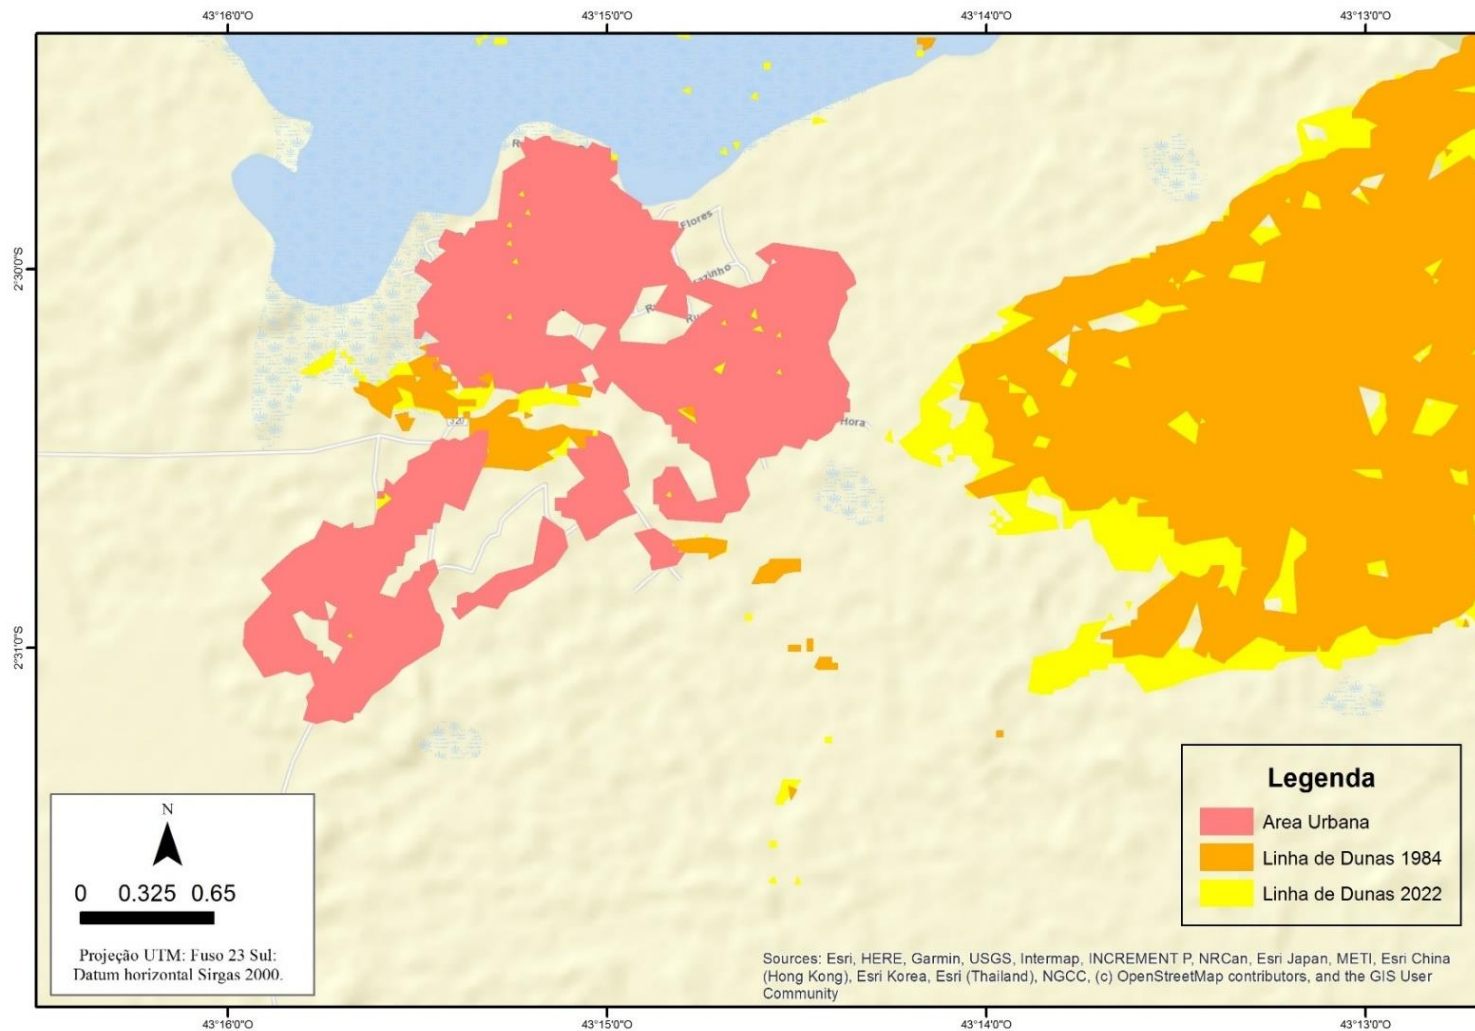 43°16'0"O 43°15'0"O 43°14'0"O 43°13'0"O
2°30'0"S
Flores
320
Hora
2°31'0"S
N
0 0.325 0.65
Projeção UTM: Fuso 23 Sul:
Datum horizontal Sirgas 2000.
Legenda
Area Urbana
Linha de Dunas 1984
Linha de Dunas 2022
Sources: Esri, HERE, Garmin, USGS, Intermap, INCREMENT P, NRCan, Esri Japan, METI, Esri China
(Hong Kong), Esri Korea, Esri (Thailand), NGCC, (c) OpenStreetMap contributors, and the GIS User
Community
43°16'0"O 43°15'0"O 43°14'0"O 43°13'0"O